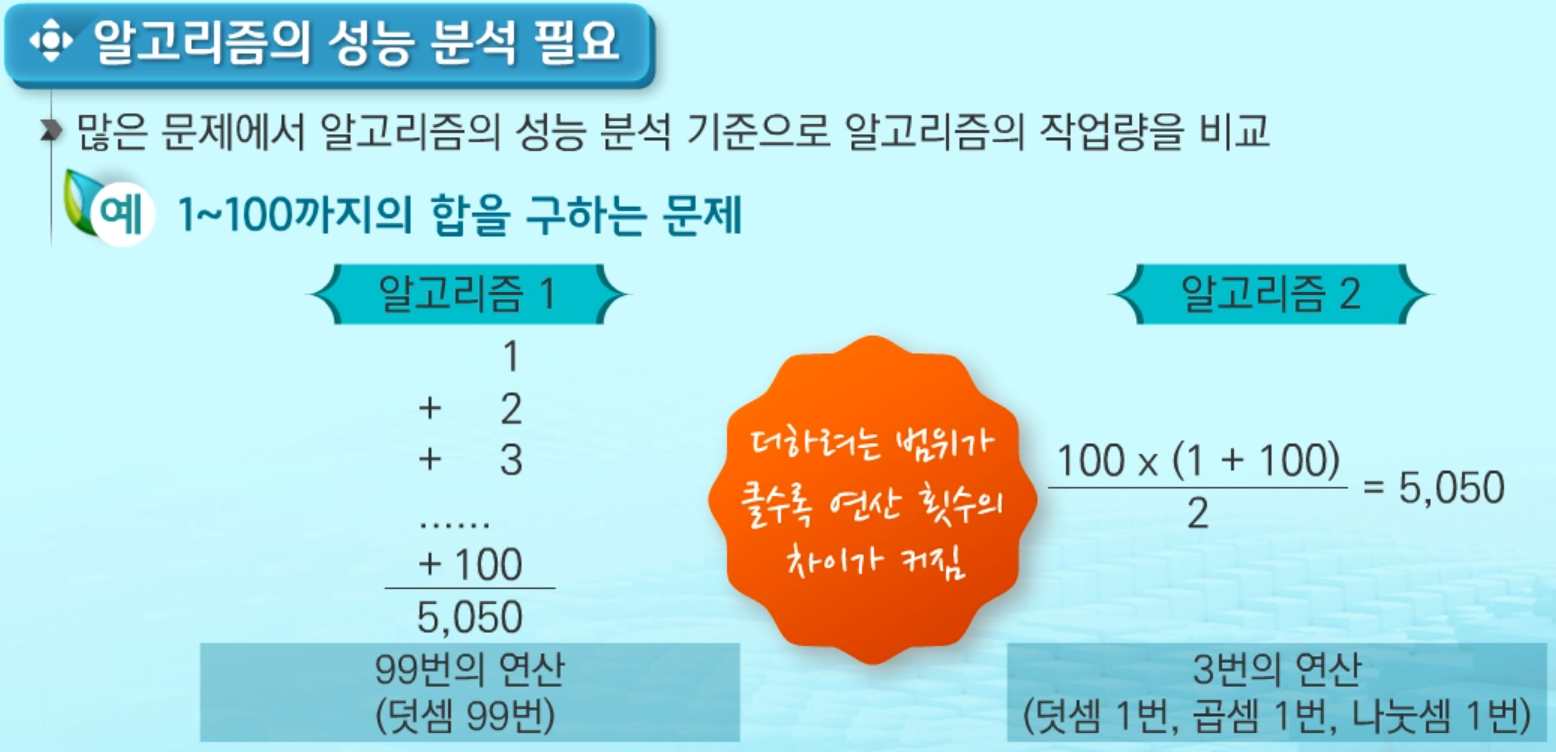 알고리즘의 성능 분석 필요
많은 문제에서 알고리즘의 성능 분석 기준으로 알고리즘의 작업량을 비교
예 1~100까지의 합을 구하는 문제
알고리즘 1
1
+ 2
+ 3
......
+ 100
5,050
99번의 연산
(덧셈 99번)
더하려는 범위가
클수록 연산 횟수의
차이가 커짐
알고리즘 2
100 x (1 + 100)
2
= 5,050
3번의 연산
(덧셈 1번, 곱셈 1번, 나눗셈 1번)